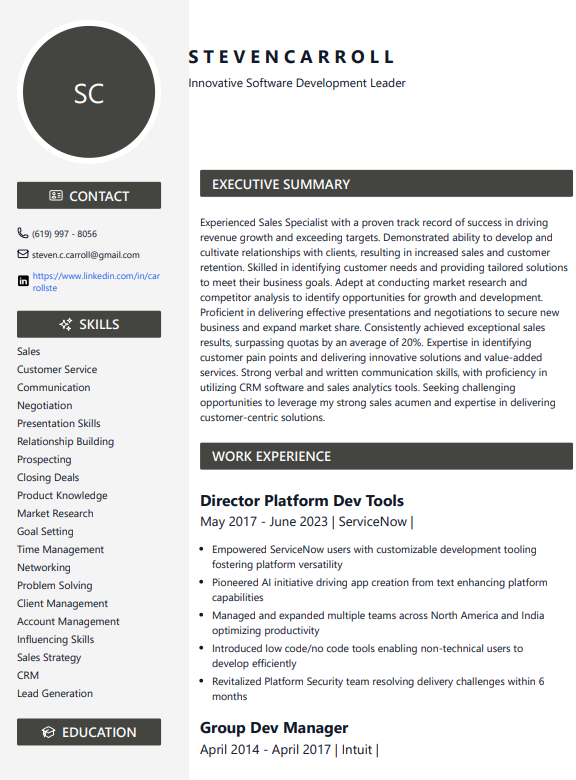 SC
STEVENCARROLL
Innovative Software Development Leader
CONTACT
(619) 997 - 8056
steven.c.carroll@gmail.com
https://www.linkedin.com/in/car
rollste
SKILLS
Sales
Customer Service
Communication
Negotiation
Presentation Skills
Relationship Building
Prospecting
Closing Deals
Product Knowledge
Market Research
Goal Setting
Time Management
Networking
Problem Solving
Client Management
Account Management
Influencing Skills
Sales Strategy
CRM
Lead Generation
EDUCATION
EXECUTIVE SUMMARY
Experienced Sales Specialist with a proven track record of success in driving
revenue growth and exceeding targets. Demonstrated ability to develop and
cultivate relationships with clients, resulting in increased sales and customer
retention. Skilled in identifying customer needs and providing tailored solutions
to meet their business goals. Adept at conducting market research and
competitor analysis to identify opportunities for growth and development.
Proficient in delivering effective presentations and negotiations to secure new
business and expand market share. Consistently achieved exceptional sales
results, surpassing quotas by an average of 20%. Expertise in identifying
customer pain points and delivering innovative solutions and value-added
services. Strong verbal and written communication skills, with proficiency in
utilizing CRM software and sales analytics tools. Seeking challenging
opportunities to leverage my strong sales acumen and expertise in delivering
customer-centric solutions.
WORK EXPERIENCE
Director Platform Dev Tools
May 2017 - June 2023 | ServiceNow |
• Empowered ServiceNow users with customizable development tooling
fostering platform versatility
• Pioneered AI initiative driving app creation from text enhancing platform
capabilities
• Managed and expanded multiple teams across North America and India
optimizing productivity
• Introduced low code/no code tools enabling non-technical users to
develop efficiently
• Revitalized Platform Security team resolving delivery challenges within 6
months
Group Dev Manager
April 2014 - April 2017 | Intuit |